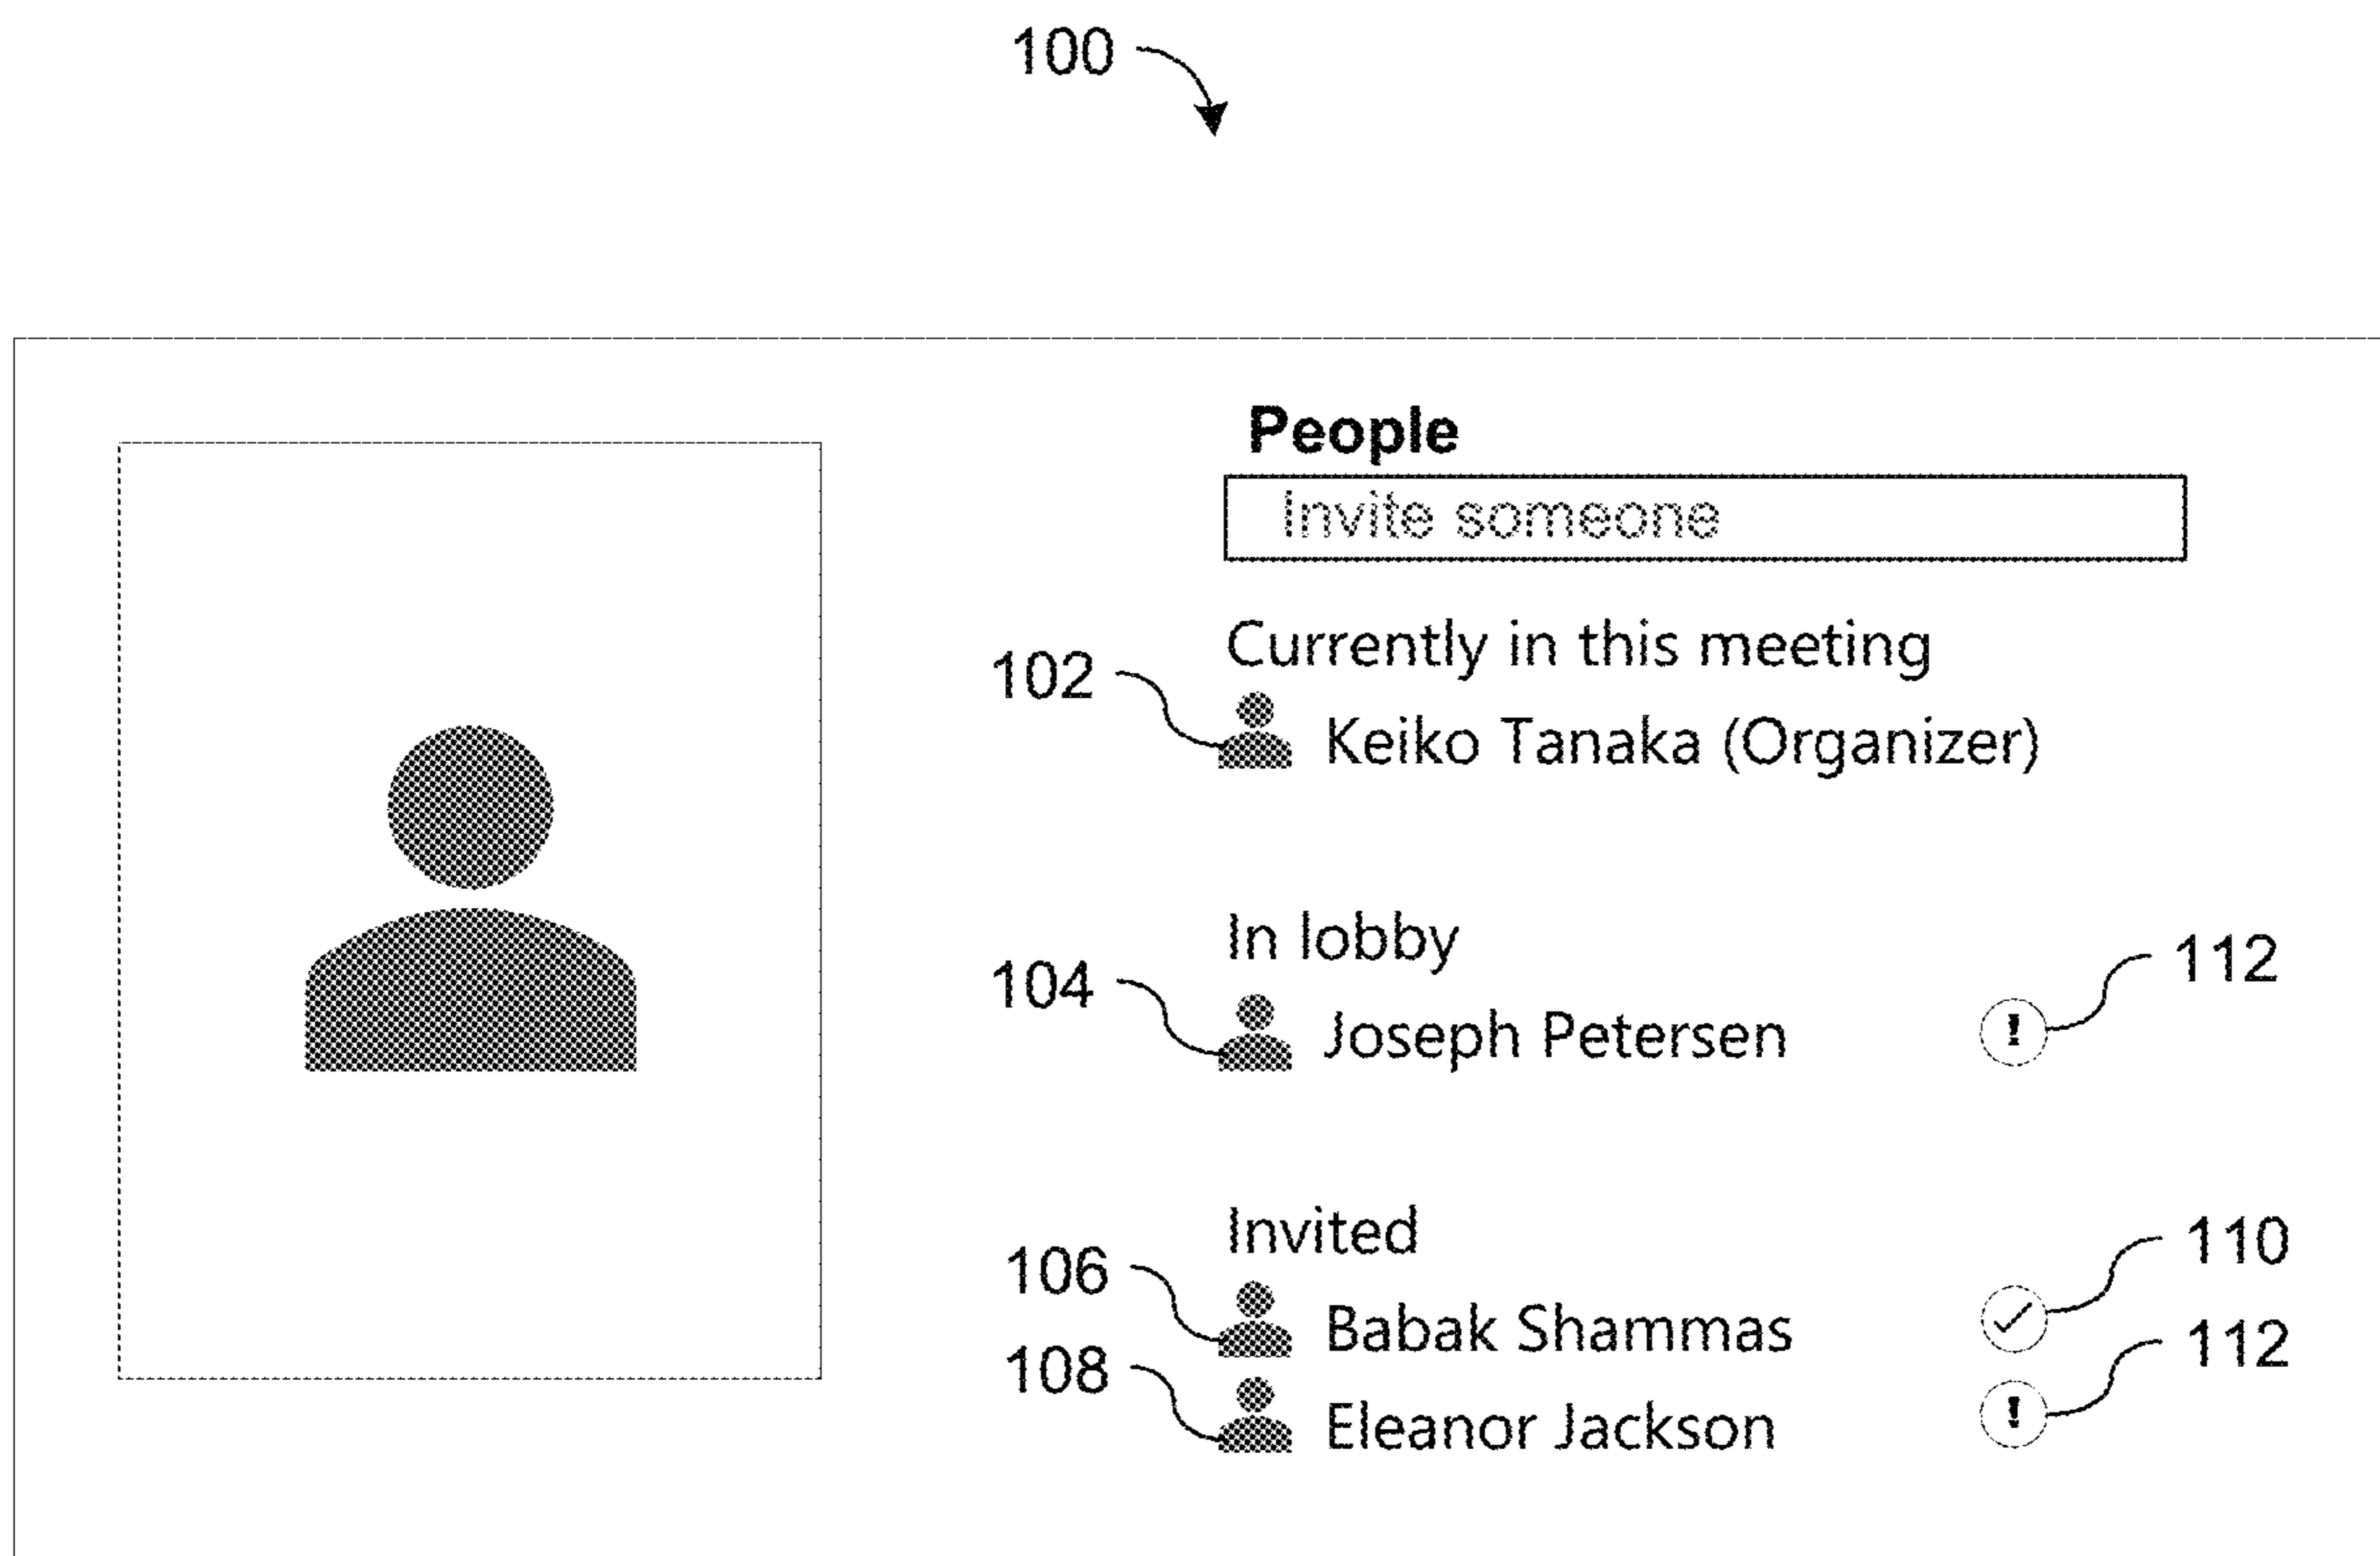 100
People
Invite someone
Currently in this meeting
102
Keiko Tanaka (Organizer)
In lobby
112
104
Joseph Petersen
!
Invited
110
106
Babak Shammas
112
108
Eleanor Jackson
!